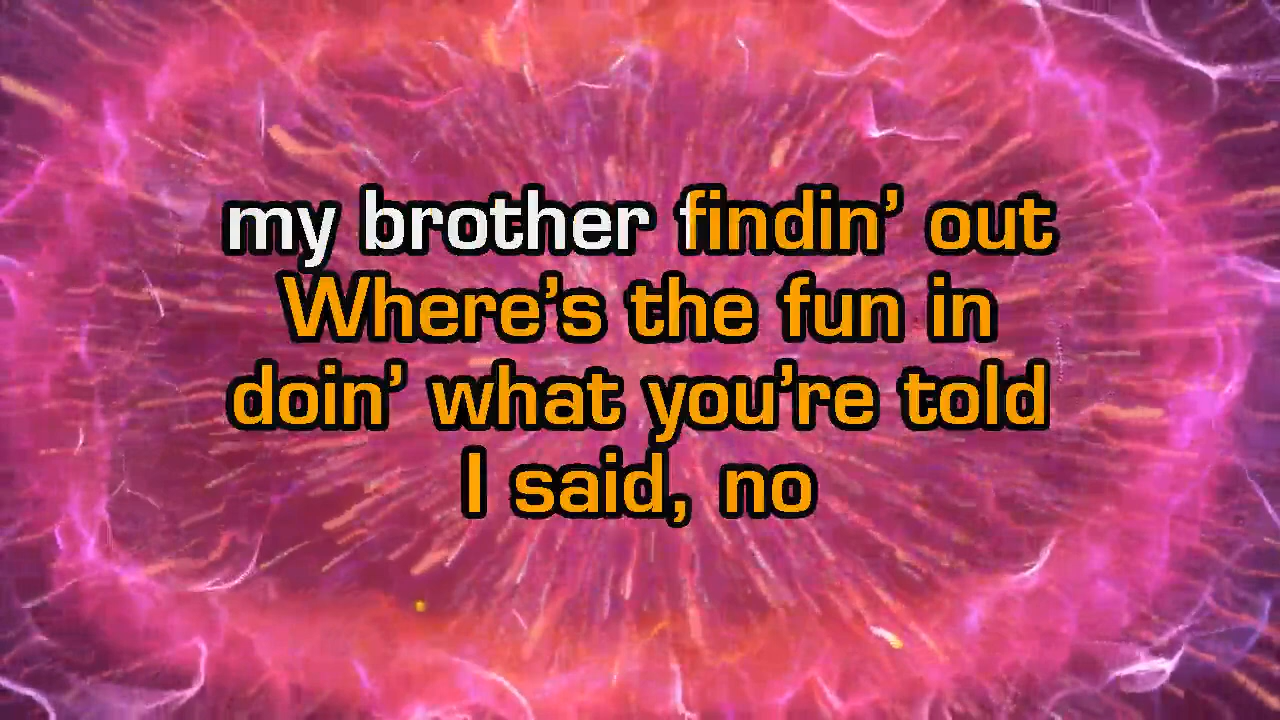 my brother findin’ out
Where’s the fun in
doin’ what you’re told
I said, no